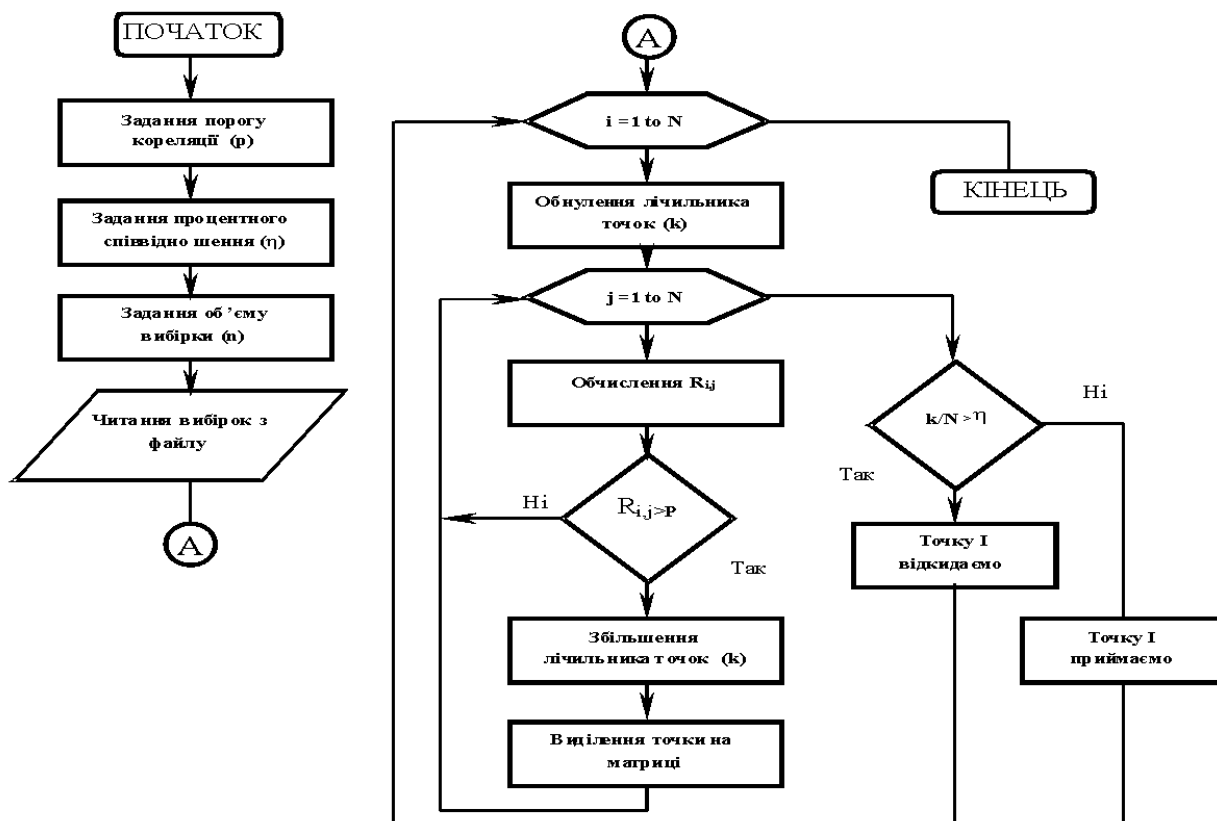 ПОЧАТОК
Задання порогу
кореляції (p)
Задання процентного
співвідно шення (η)
Задання об’єму
вибірки (n)
Читання вибірок з
файлу
A
A
i = 1 to N
КІНЕЦЬ
Обнулення лічильника
точок (k)
j = 1 to N
Обчислення Ri,j
k/N > η
Ні
Так
Ri,j>P
Ні
Так
Точку I
відкидаємо
Збільшення
лічильника точок (k)
Точку I
приймаємо
Виділення точки на
матриці